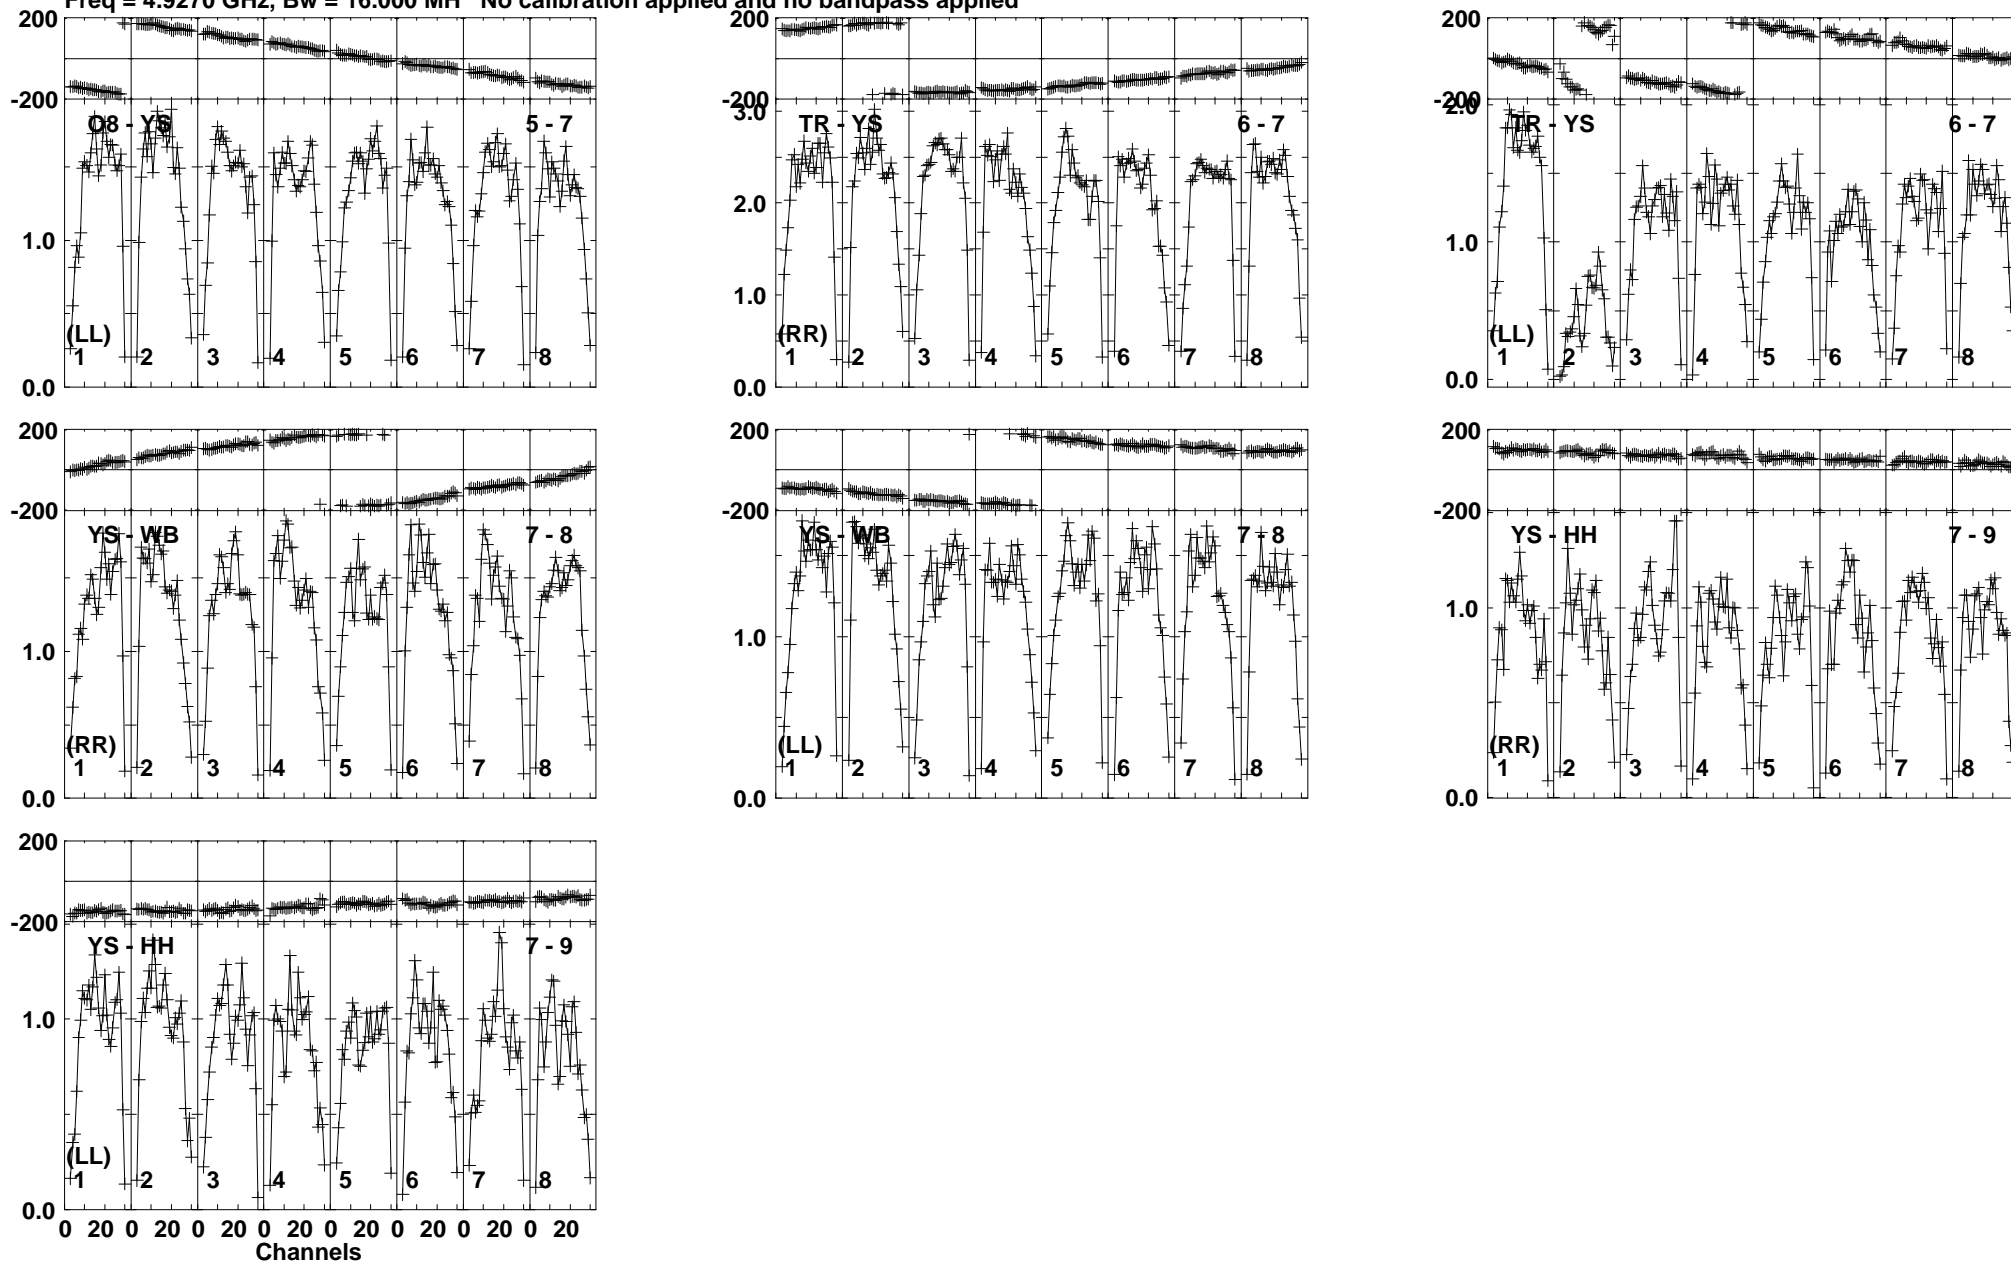 Freq = 4.9270 GHz, Bw = 16.000 MH   No calibration applied and no bandpass applied
200
-200
O8 - YS
5 - 7
1.0
0.0
(LL)
1 2 3 4 5 6 7 8
200
-200
3.0
TR - YS
6 - 7
2.0
1.0
0.0
(RR)
1 2 3 4 5 6 7 8
200
-200
2.0
TR - YS
6 - 7
1.0
0.0
(LL)
1 2 3 4 5 6 7 8
200
-200
YS - WB
7 - 8
1.0
0.0
(RR)
1 2 3 4 5 6 7 8
200
-200
YS - WB
7 - 8
1.0
0.0
(LL)
1 2 3 4 5 6 7 8
200
-200
YS - HH
7 - 9
1.0
0.0
(RR)
1 2 3 4 5 6 7 8
200
-200
YS - HH
7 - 9
1.0
0.0
(LL)
1 2 3 4 5 6 7 8
0 20 0 20 0 20 0 20 0 20 0 20 0 20 0 20
Channels